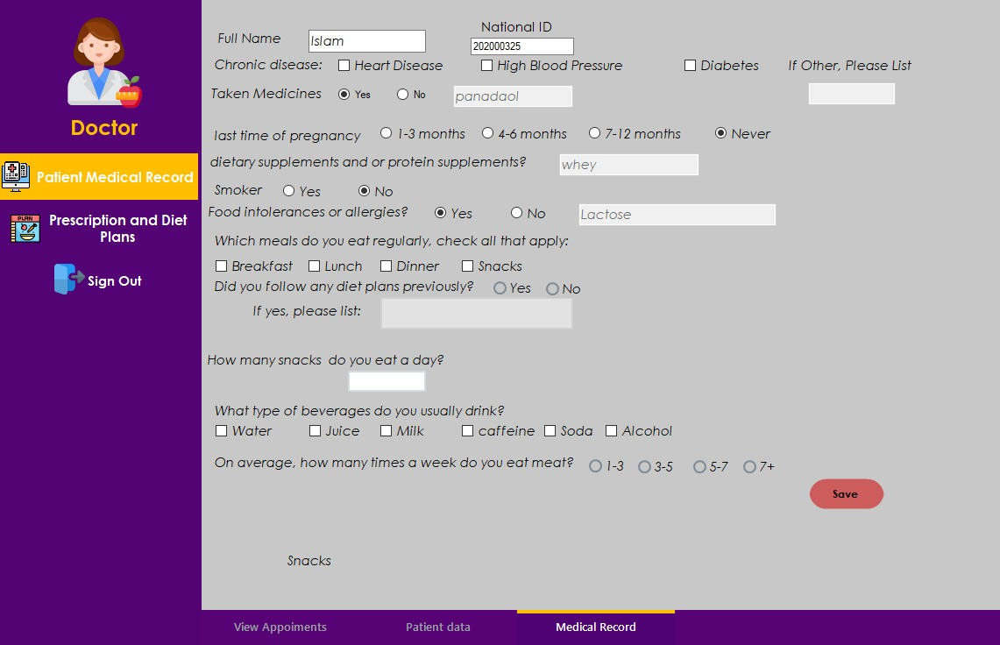 Doctor
Patient Medical Record
Prescription and Diet
Plans
Sign Out
National ID
Full Name Islam 202000325
Chronic disease: Heart Disease High Blood Pressure Diabetes If Other, Please List
Taken Medicines Yes No panadaol
last time of pregnancy 1-3 months 4-6 months 7-12 months Never
dietary supplements and or protein supplements? whey
Smoker Yes No
Food intolerances or allergies? Yes No Lactose
Which meals do you eat regularly, check all that apply:
Breakfast Lunch Dinner Snacks
Did you follow any diet plans previously? Yes No
If yes, please list:
How many snacks do you eat a day?
What type of beverages do you usually drink?
Water Juice Milk caffeine Soda Alcohol
On average, how many times a week do you eat meat? 1-3 3-5 5-7 7+
Save
Snacks
View Appoiments Patient data Medical Record
PLAN